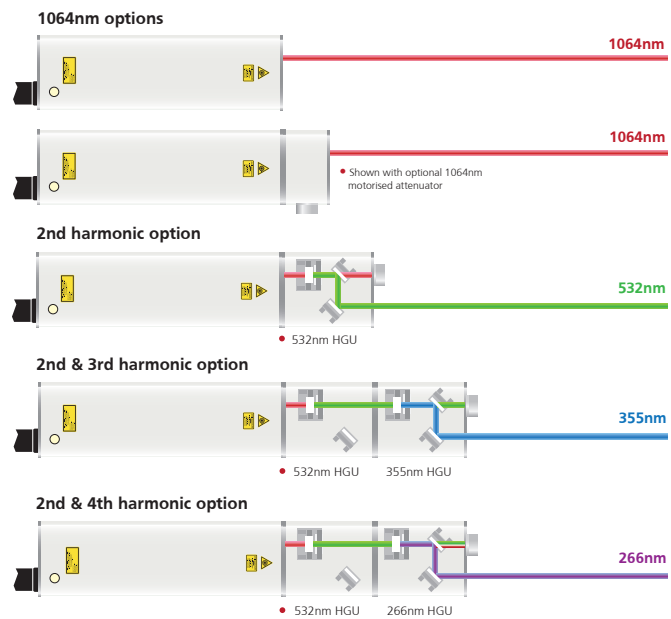 1064nm options
1064nm
1064nm
• Shown with optional 1064nm
motorised attenuator
2nd harmonic option
532nm
• 532nm HGU
2nd & 3rd harmonic option
355nm
• 532nm HGU
355nm HGU
2nd & 4th harmonic option
266nm
• 532nm HGU
266nm HGU